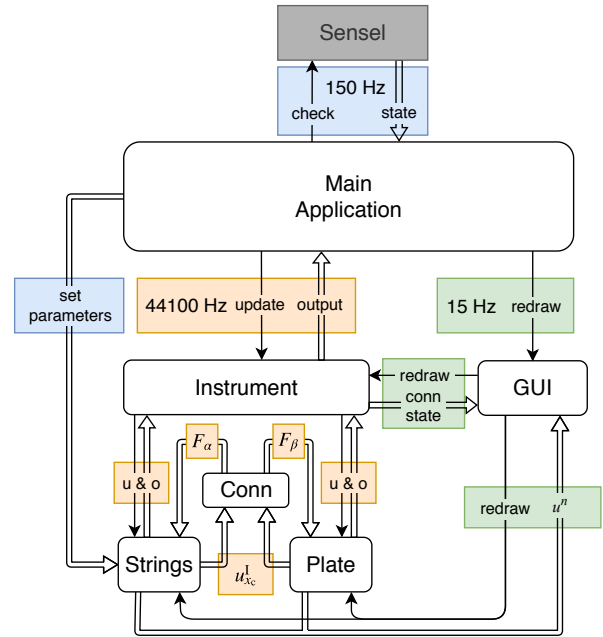 Sensel
150 Hz
check
state
Main
Application
set
parameters
44100 Hz update output
15 Hz redraw
Instrument
redraw
conn
state
GUI
F_α
F_β
u & o
Conn
u & o
redraw u^n
Strings
u^I_{x_c}
Plate